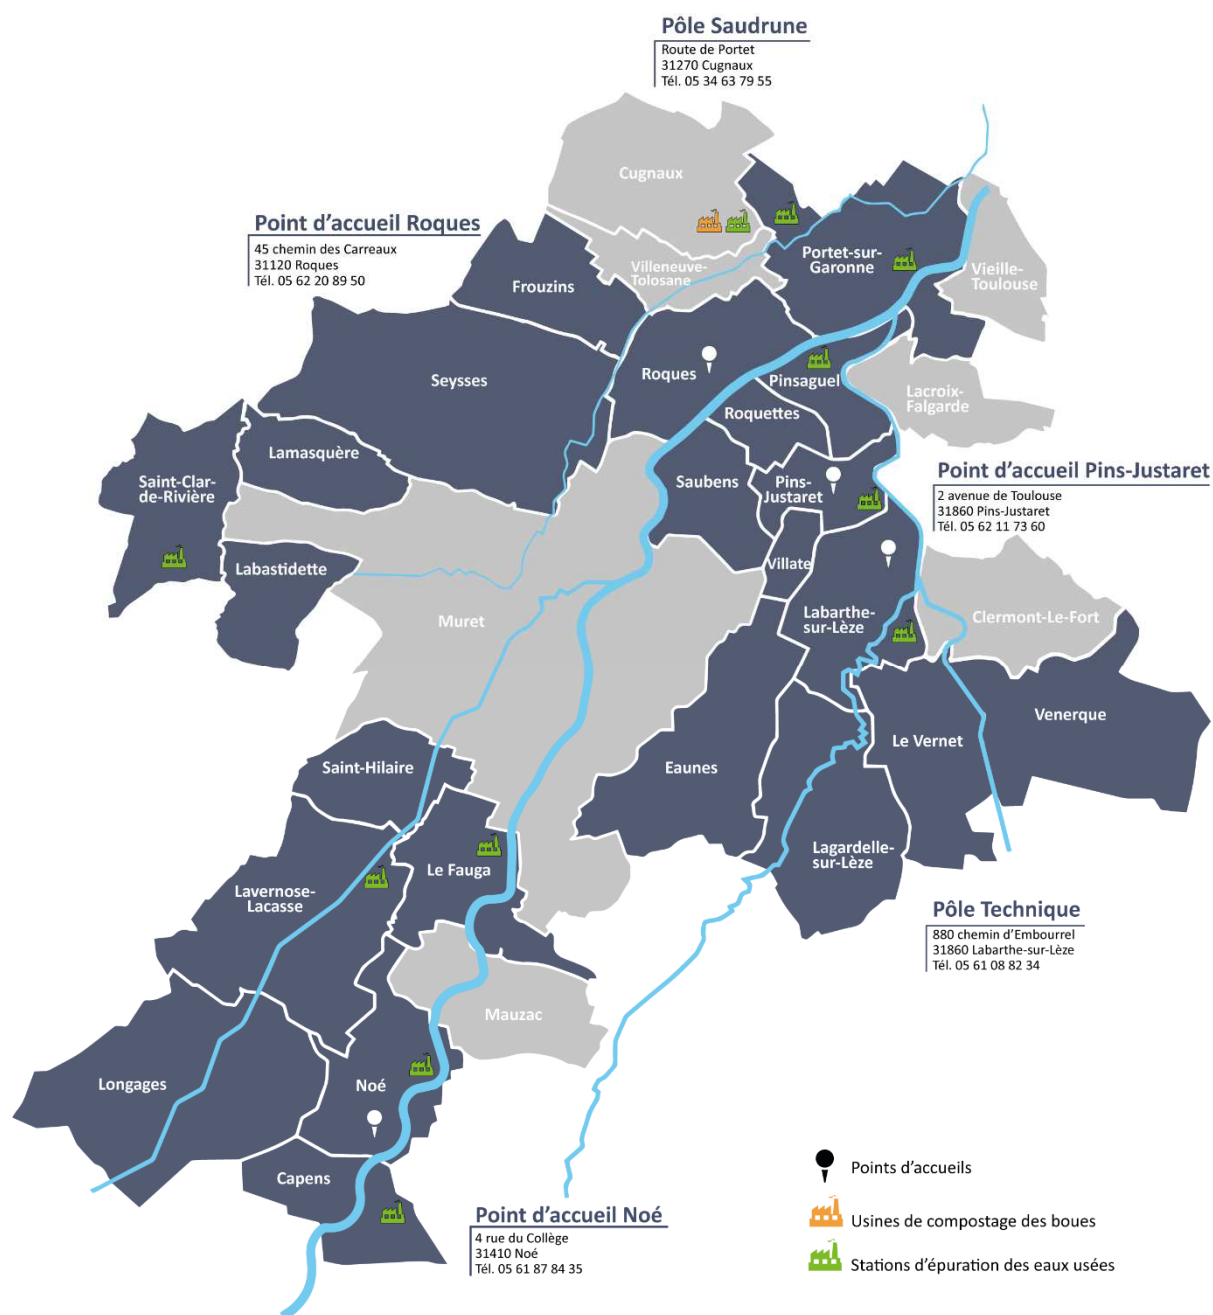 Pôle Saudrune
Route de Portet
31270 Cugnaux
Tél. 05 34 63 79 55
Cugnaux
Point d'accueil Roques
45 chemin des Carreaux
31120 Roques
Tél. 05 62 20 89 50
Villeneuve-
Tolosane
Portet-sur-
Garonne
Vieille-
Toulouse
Frouzins
Seysses
Roques
Pinsaguel
Roquettes
Lacroix-
Falgarde
Lamasquère
Saint-Clar-
de-Rivière
Saubens
Pins-
Justaret
Point d'accueil Pins-Justaret
2 avenue de Toulouse
31860 Pins-Justaret
Tél. 05 62 11 73 60
Labastidette
Villate
Muret
Labarthe-
sur-Lèze
Clermont-Le-Fort
Venerque
Le Vernet
Saint-Hilaire
Eaunes
Lagardelle-
sur-Lèze
Le Fauga
Lavernose-
Lacasse
Pôle Technique
880 chemin d'Embourrel
31860 Labarthe-sur-Lèze
Tél. 05 61 08 82 34
Mauzac
Longages
Noé
Capens
Point d'accueil Noé
4 rue du Collège
31410 Noé
Tél. 05 61 87 84 35
Points d'accueils
Usines de compostage des boues
Stations d'épuration des eaux usées